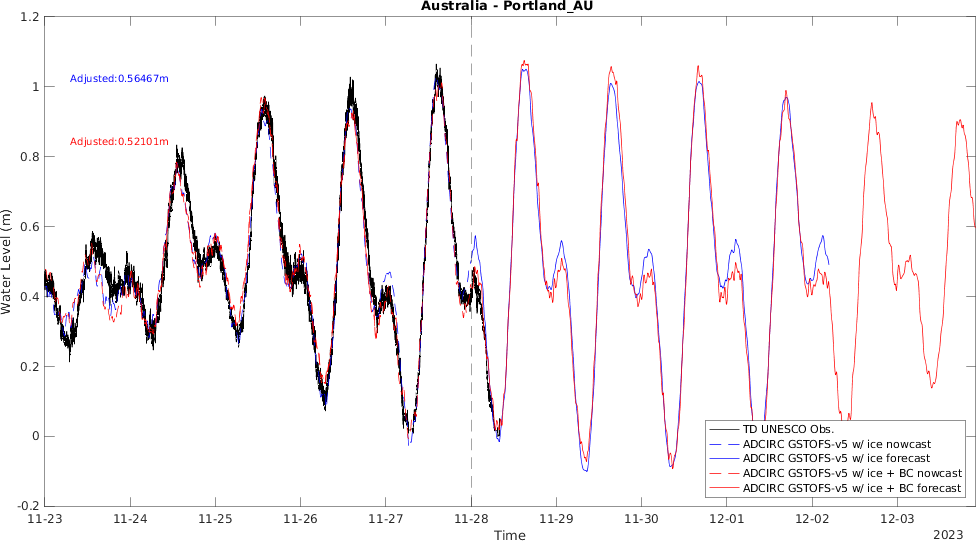 Australia - Portland_AU
Adjusted:0.56467m
Adjusted:0.52101m
Water Level (m)
1.2
1
0.8
0.6
0.4
0.2
0
-0.2
TD UNESCO Obs.
ADCIRC GSTOFS-v5 w/ ice nowcast
ADCIRC GSTOFS-v5 w/ ice forecast
ADCIRC GSTOFS-v5 w/ ice + BC nowcast
ADCIRC GSTOFS-v5 w/ ice + BC forecast
11-23 11-24 11-25 11-26 11-27 11-28 11-29 11-30 12-01 12-02 12-03
Time
2023